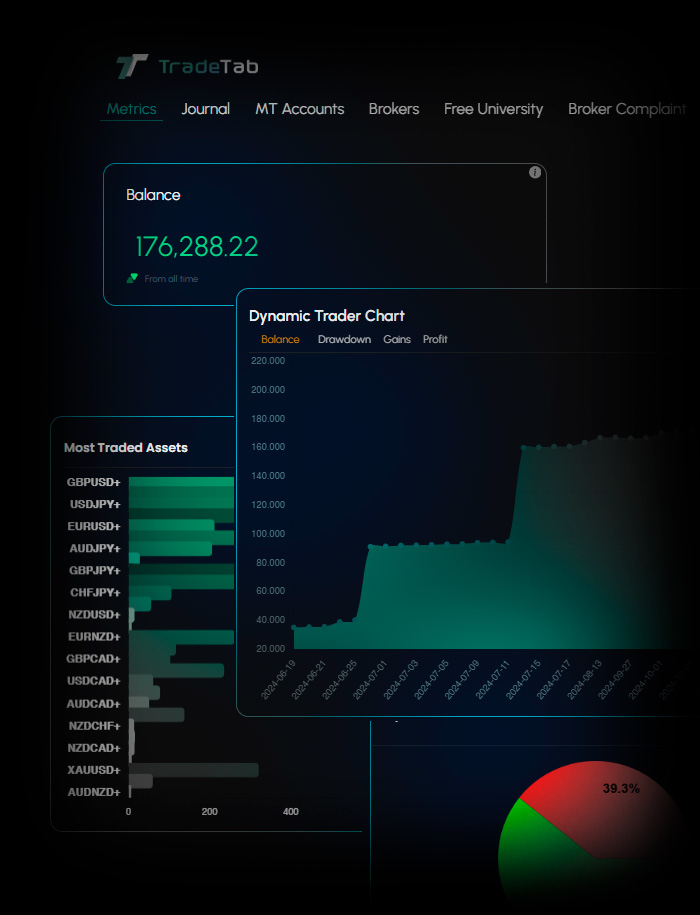 TradeTab
Metrics Journal MT Accounts Brokers Free University Broker Complaint
i
Balance
176,288.22
From all time
Dynamic Trader Chart
Balance Drawdown Gains Profit
220.000
200.000
180.000
160.000
140.000
120.000
100.000
80.000
60.000
40.000
20.000
2024-06-19 2024-06-21 2024-06-25 2024-07-01 2024-07-03 2024-07-05 2024-07-09 2024-07-11 2024-07-15 2024-07-17 2024-08-13 2024-09-27 2024-10-01
Most Traded Assets
GBPUSD+
USDJPY+
EURUSD+
AUDJPY+
GBPJPY+
CHFJPY+
NZDUSD+
EURNZD+
GBPCAD+
USDCAD+
AUDCAD+
NZDCHF+
NZDCAD+
XAUUSD+
AUDNZD+
0 200 400
39.3%